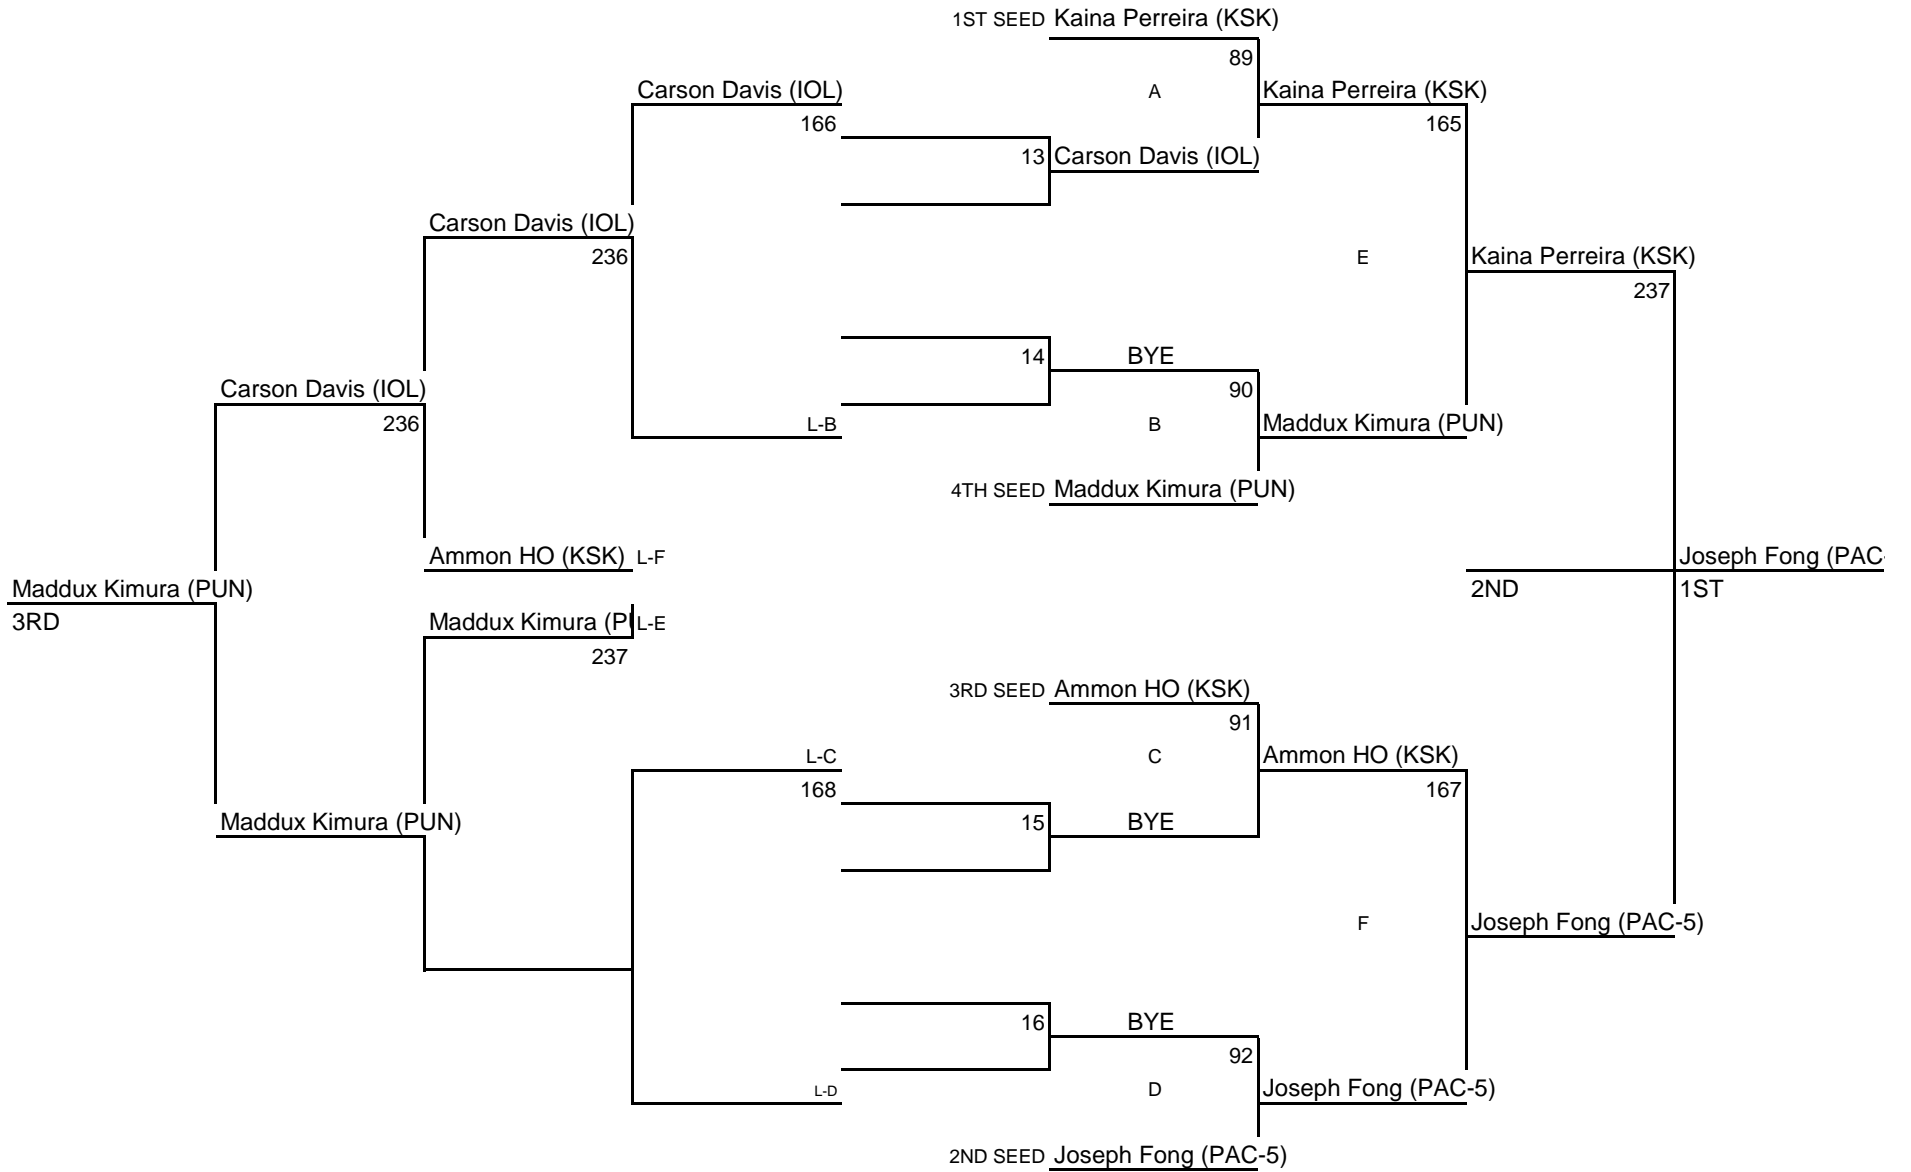 1ST SEED Kaina Perreira (KSK)
89
Carson Davis (IOL) A Kaina Perreira (KSK)
166 165
13 Carson Davis (IOL)
Carson Davis (IOL)
236 E Kaina Perreira (KSK)
237
14 BYE
Carson Davis (IOL) 90
236 L-B B Maddux Kimura (PUN)
4TH SEED Maddux Kimura (PUN)
Ammon HO (KSK) L-F Joseph Fong (PAC-
Maddux Kimura (PUN) 2ND 1ST
3RD Maddux Kimura (PU L-E
237
3RD SEED Ammon HO (KSK)
91
L-C C Ammon HO (KSK)
168 167
Maddux Kimura (PUN) 15 BYE
F Joseph Fong (PAC-5)
16 BYE
92
L-D D Joseph Fong (PAC-5)
2ND SEED Joseph Fong (PAC-5)